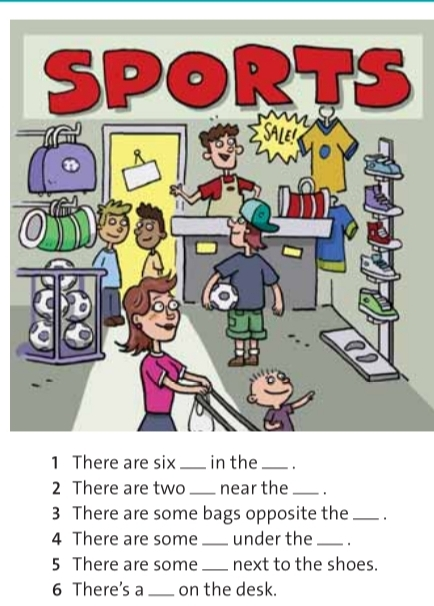 SPORTS
SALE!
1 There are six ___ in the ___ .
2 There are two ___ near the ___ .
3 There are some bags opposite the ___ .
4 There are some ___ under the ___ .
5 There are some ___ next to the shoes.
6 There's a ___ on the desk.